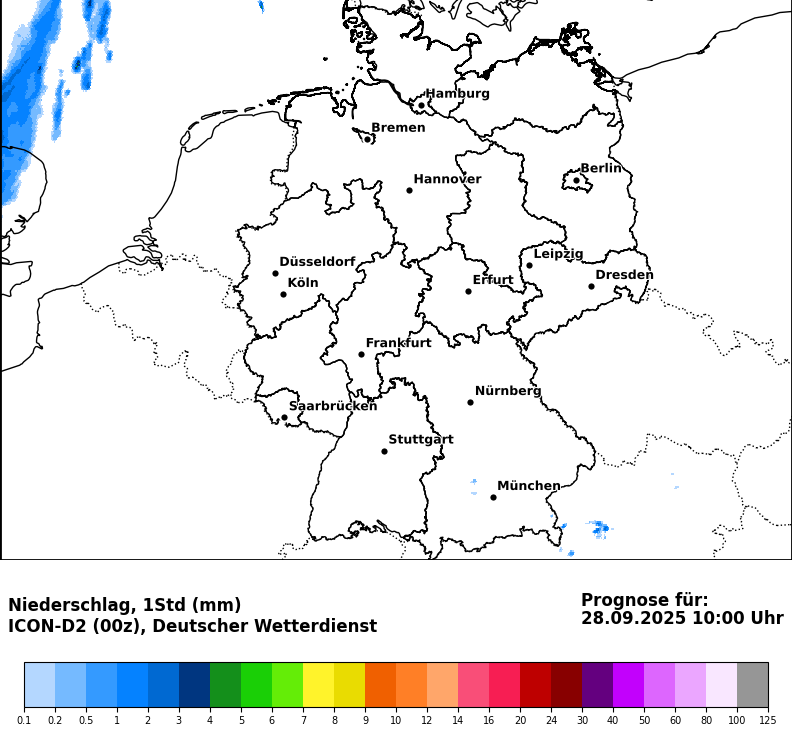 Hamburg
Bremen
Berlin
Hannover
Leipzig
Düsseldorf
Dresden
Köln
Erfurt
Frankfurt
Nürnberg
Saarbrücken
Stuttgart
München
Niederschlag, 1Std (mm)
ICON-D2 (00z), Deutscher Wetterdienst
Prognose für:
28.09.2025 10:00 Uhr
0.1 0.2 0.5 1 2 3 4 5 6 7 8 9 10 12 14 16 20 24 30 40 50 60 80 100 125